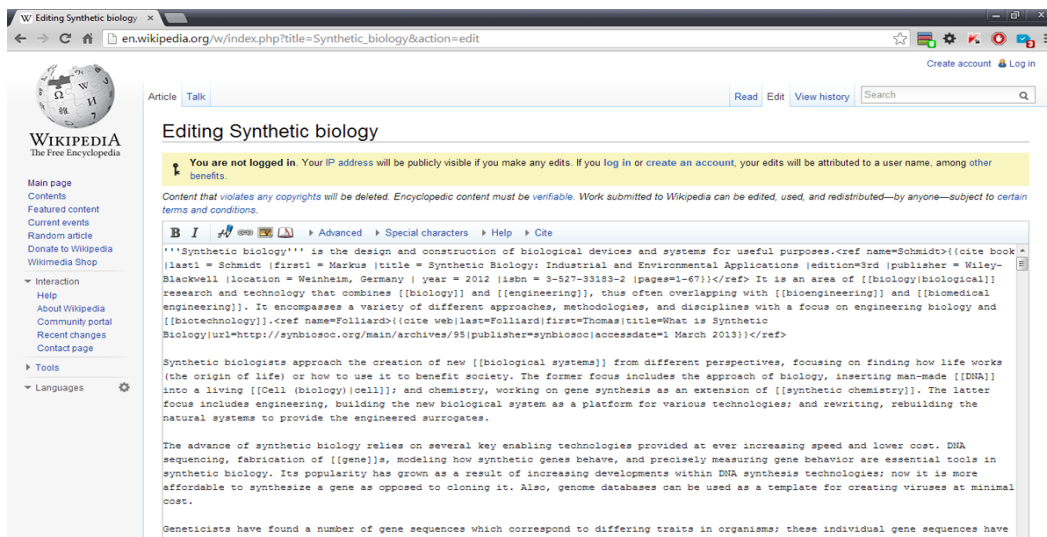 W Editing Synthetic biology
en.wikipedia.org/w/index.php?title=Synthetic_biology&action=edit
Create account Log in
Article Talk Read Edit View history Search
WIKIPEDIA
The Free Encyclopedia
Main page
Contents
Featured content
Current events
Random article
Donate to Wikipedia
Wikimedia Shop
Interaction
Help
About Wikipedia
Community portal
Recent changes
Contact page
Tools
Languages
Editing Synthetic biology
You are not logged in. Your IP address will be publicly visible if you make any edits. If you log in or create an account, your edits will be attributed to a user name, among other
benefits.
Content that violates any copyrights will be deleted. Encyclopedic content must be verifiable. Work submitted to Wikipedia can be edited, used, and redistributed—by anyone—subject to certain
terms and conditions.
B I Advanced Special characters Help Cite
'''Synthetic biology''' is the design and construction of biological devices and systems for useful purposes.<ref name=Schmidt>{{cite book
|last1 = Schmidt |first1 = Markus |title = Synthetic Biology: Industrial and Environmental Applications |edition=3rd |publisher = Wiley-
Blackwell |location = Weinheim, Germany | year = 2012 |isbn = 3-527-33183-2 |pages=1-67}}</ref> It is an area of [[biology|biological]]
research and technology that combines [[biology]] and [[engineering]], thus often overlapping with [[bioengineering]] and [[biomedical
engineering]]. It encompasses a variety of different approaches, methodologies, and disciplines with a focus on engineering biology and
[[biotechnology]].<ref name=Folliard>{{cite web|last=Folliard|first=Thomas|title=What is Synthetic
Biology|url=http://synbiosoc.org/main/archives/95|publisher=synbiosoc|accessdate=1 March 2013}}</ref>
Synthetic biologists approach the creation of new [[biological systems]] from different perspectives, focusing on finding how life works
(the origin of life) or how to use it to benefit society. The former focus includes the approach of biology, inserting man-made [[DNA]]
into a living [[Cell (biology)|cell]]; and chemistry, working on gene synthesis as an extension of [[synthetic chemistry]]. The latter
focus includes engineering, building the new biological system as a platform for various technologies; and rewriting, rebuilding the
natural systems to provide the engineered surrogates.
The advance of synthetic biology relies on several key enabling technologies provided at ever increasing speed and lower cost. DNA
sequencing, fabrication of [[gene]]s, modeling how synthetic genes behave, and precisely measuring gene behavior are essential tools in
synthetic biology. Its popularity has grown as a result of increasing developments within DNA synthesis technologies; now it is more
affordable to synthesize a gene as opposed to cloning it. Also, genome databases can be used as a template for creating viruses at minimal
cost.
Geneticists have found a number of gene sequences which correspond to differing traits in organisms; these individual gene sequences have